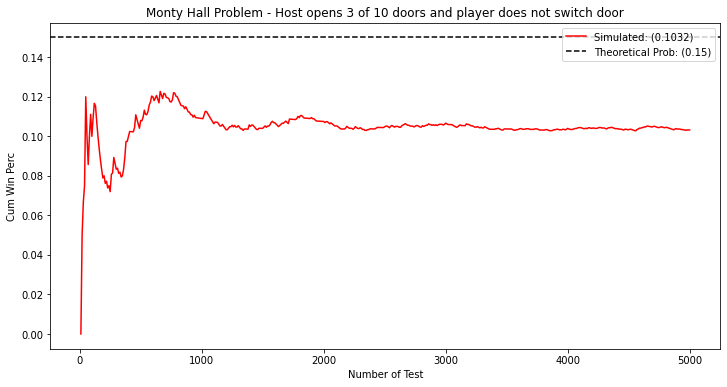 Monty Hall Problem - Host opens 3 of 10 doors and player does not switch door
Simulated: (0.1032)
Theoretical Prob: (0.15)
Cum Win Perc
0.14
0.12
0.10
0.08
0.06
0.04
0.02
0.00
0
1000
2000
3000
4000
5000
Number of Test